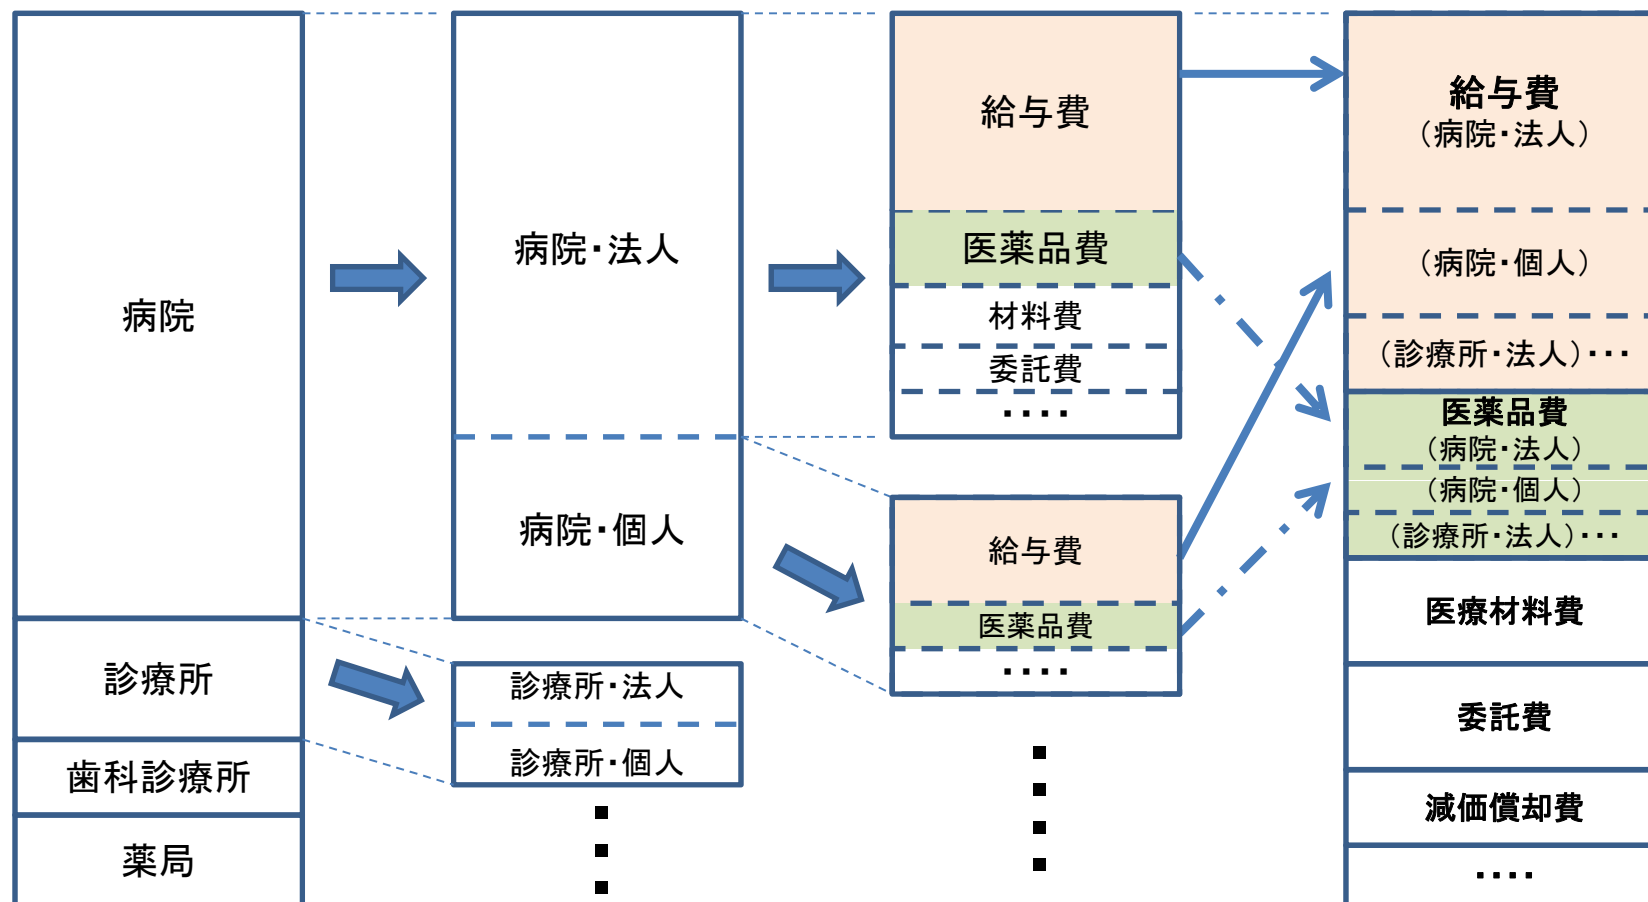 病院
診療所
歯科診療所
薬局
病院・法人
病院・個人
診療所・法人
診療所・個人
給与費
医薬品費
材料費
委託費
・・・・
給与費
医薬品費
・・・・
給与費
（病院・法人）
（病院・個人）
（診療所・法人）・・・
医薬品費
（病院・法人）
（病院・個人）
（診療所・法人）・・・
医療材料費
委託費
減価償却費
・・・・